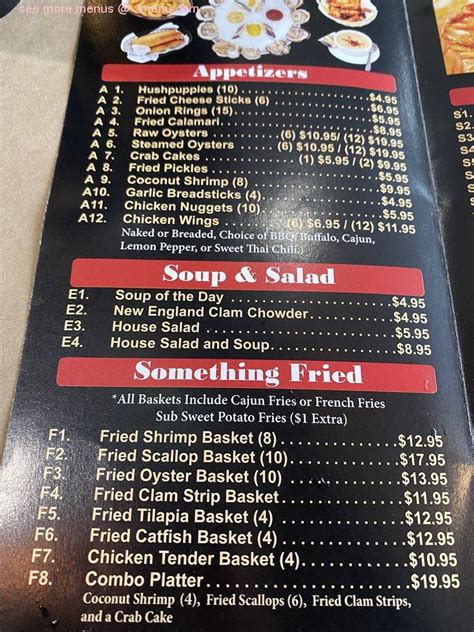 see more menus @ 2menu.com
Appetizers
A 1. Hushpuppies (10) $4.95
A 2. Fried Cheese Sticks (6) $6.95
A 3. Onion Rings (15) $5.95
A 4. Fried Calamari $8.95
A 5. Raw Oysters (6) $10.95/ (12) $19.95
A 6. Steamed Oysters (6) $10.95/ (12) $19.95
A 7. Crab Cakes (1) $5.95 / (2) $9.95
A 8. Fried Pickles $5.95
A 9. Coconut Shrimp (8) $9.95
A10. Garlic Breadsticks (4) $4.95
A11. Chicken Nuggets (10) $5.95
A12. Chicken Wings (6) $6.95 / (12) $11.95
Naked or Breaded, Choice of BBQ, Buffalo, Cajun,
Lemon Pepper, or Sweet Thai Chili.)
Soup & Salad
E1. Soup of the Day $4.95
E2. New England Clam Chowder $4.95
E3. House Salad $5.95
E4. House Salad and Soup $8.95
Something Fried
*All Baskets Include Cajun Fries or French Fries
Sub Sweet Potato Fries ($1 Extra)
F1. Fried Shrimp Basket (8) $12.95
F2. Fried Scallop Basket (10) $17.95
F3. Fried Oyster Basket (10) $13.95
F4. Fried Clam Strip Basket $11.95
F5. Fried Tilapia Basket (4) $12.95
F6. Fried Catfish Basket (4) $12.95
F7. Chicken Tender Basket (4) $10.95
F8. Combo Platter $19.95
Coconut Shrimp (4), Fried Scallops (6), Fried Clam Strips,
and a Crab Cake